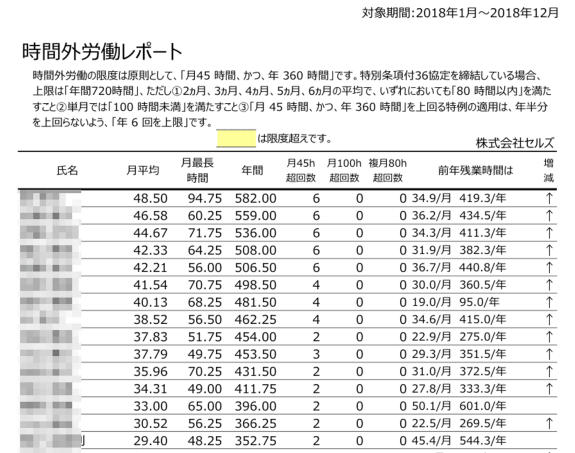 対象期間:2018年1月～2018年12月
時間外労働レポート
時間外労働の限度は原則として、「月45 時間、かつ、年 360 時間」です。特別条項付36協定を締結している場合、
上限は「年間720時間」、ただし①2ヵ月、3ヵ月、4ヵ月、5ヵ月、6ヵ月の平均で、いずれにおいても「80 時間以内」を満た
すこと②単月では「100 時間未満」を満たすこと③「月 45 時間、かつ、年 360 時間」を上回る特例の適用は、年半分
を上回らないよう、「年 6 回を上限」です。
は限度超えです。
株式会社セルズ
氏名 月平均 月最長時間 年間 月45h超回数 月100h超回数 複月80h超回数 前年残業時間は 増減
48.50 94.75 582.00 6 0 0 34.9/月 419.3/年 ↑
46.58 60.25 559.00 6 0 0 36.2/月 434.5/年 ↑
44.67 71.75 536.00 6 0 0 34.3/月 411.3/年 ↑
42.33 64.25 508.00 6 0 0 31.9/月 382.3/年 ↑
42.21 56.00 506.50 6 0 0 36.7/月 440.8/年 ↑
41.54 70.75 498.50 4 0 0 30.0/月 360.5/年 ↑
40.13 68.25 481.50 4 0 0 19.0/月 95.0/年 ↑
38.52 56.50 462.25 4 0 0 34.6/月 415.0/年 ↑
37.83 51.75 454.00 2 0 0 22.9/月 275.0/年 ↑
37.79 49.75 453.50 3 0 0 29.3/月 351.5/年 ↑
35.96 70.25 431.50 2 0 0 31.0/月 372.5/年 ↑
34.31 49.00 411.75 2 0 0 27.8/月 333.3/年 ↑
33.00 65.00 396.00 2 0 0 50.1/月 601.0/年
30.52 56.25 366.25 2 0 0 22.5/月 269.5/年 ↑
29.40 48.25 352.75 2 0 0 45.4/月 544.3/年